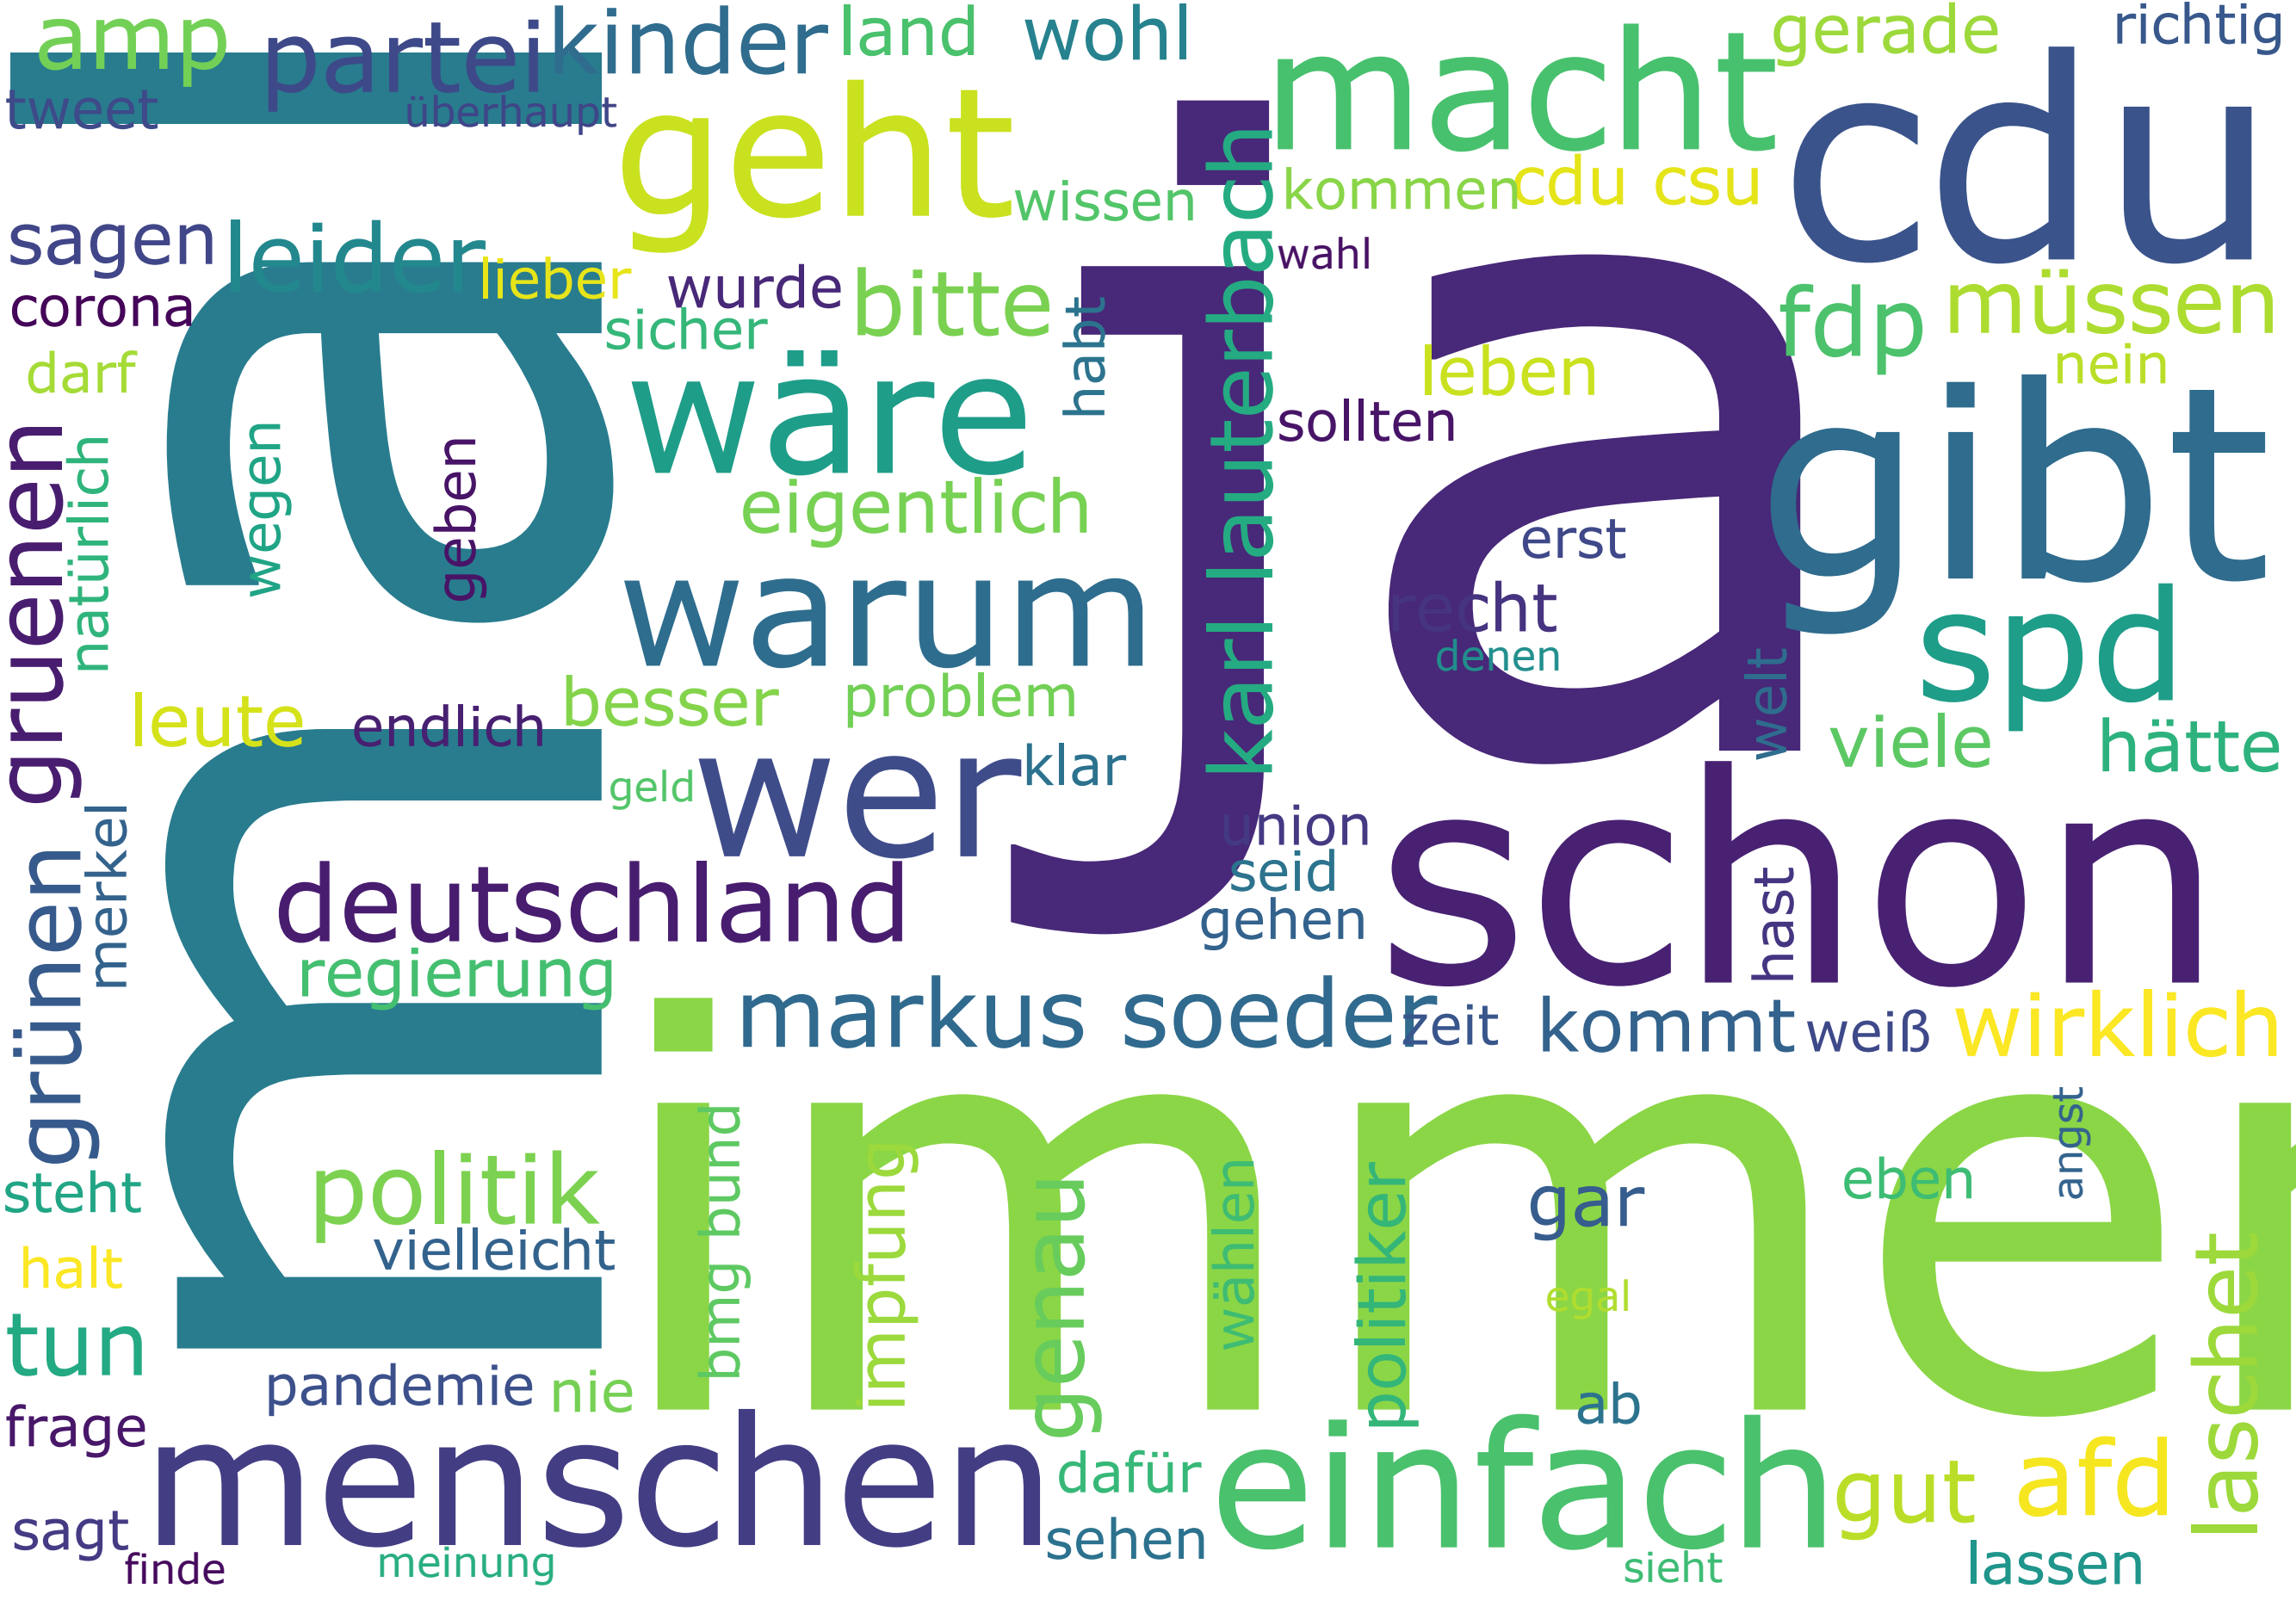 amp
partei
kinder
land
wohl
macht
gerade
richtig
tweet
überhaupt
geht
wissen
kommen
cdu csu
cdu
sagen
leider
lieber
wurde
bitte
wahl
ja
fdp
müssen
corona
sicher
habt
karl lauterbach
darf
wäre
leben
nein
sollten
gibt
gruenen
natürlich
wegen
geben
mal
eigentlich
erst
warum
recht
denen
spd
welt
leute
endlich
besser
problem
viele
hätte
geld
wer
klar
schon
grünen
merkel
deutschland
union
seid
gehen
hast
regierung
markus soeder
zeit
kommt
weiß
wirklich
immer
steht
politik
vielleicht
bmg bund
impfung
genau
wählen
politiker
gar
eben
angst
halt
egal
laschet
tun
pandemie
nie
ab
frage
menschen
dafür
einfach
gut
afd
sagt
sehen
finde
meinung
sieht
lassen